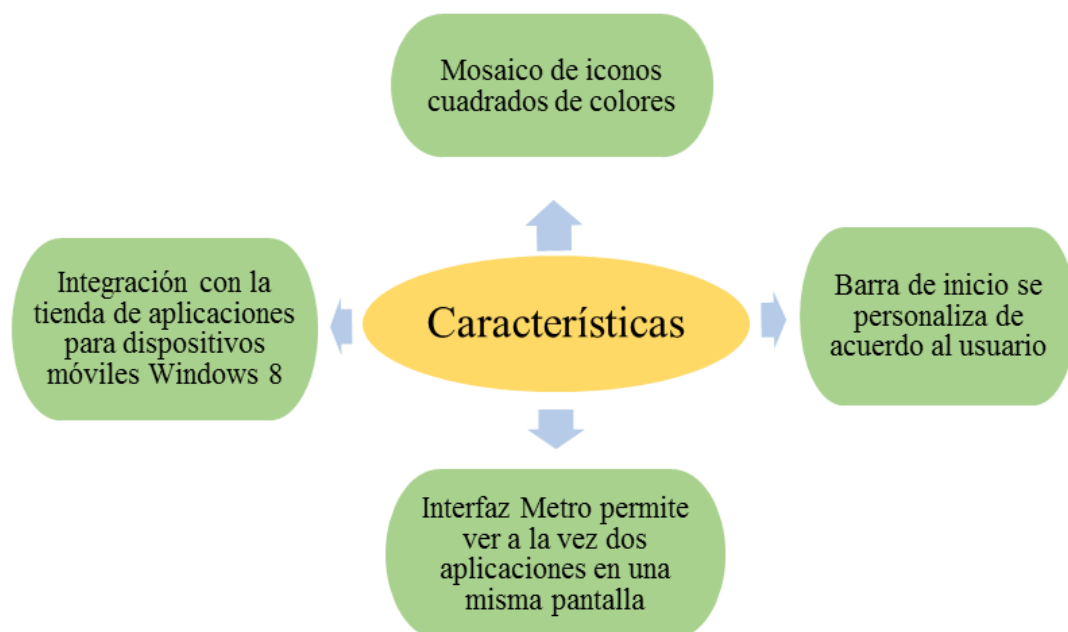 Mosaico de iconos
cuadrados de colores
Integración con la
tienda de aplicaciones
para dispositivos
móviles Windows 8
Características
Barra de inicio se
personaliza de
acuerdo al usuario
Interfaz Metro permite
ver a la vez dos
aplicaciones en una
misma pantalla